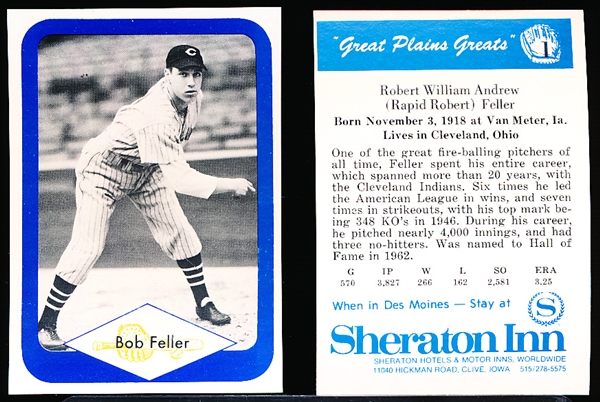 C
Bob Feller
"Great Plains Greats"
1
Robert William Andrew
(Rapid Robert) Feller
Born November 3, 1918 at Van Meter, Ia.
Lives in Cleveland, Ohio
One of the great fire-balling pitchers of
all time, Feller spent his entire career,
which spanned more than 20 years, with
the Cleveland Indians. Six times he led
the American League in wins, and seven
times in strikeouts, with his top mark be-
ing 348 KO's in 1946. During his career,
he pitched nearly 4,000 innings, and had
three no-hitters. Was named to Hall of
Fame in 1962.
G IP W L SO ERA
570 3,827 266 162 2,581 3.25
When in Des Moines — Stay at
S
Sheraton Inn
SHERATON HOTELS & MOTOR INNS, WORLDWIDE
11040 HICKMAN ROAD, CLIVE, IOWA 515/278-5575